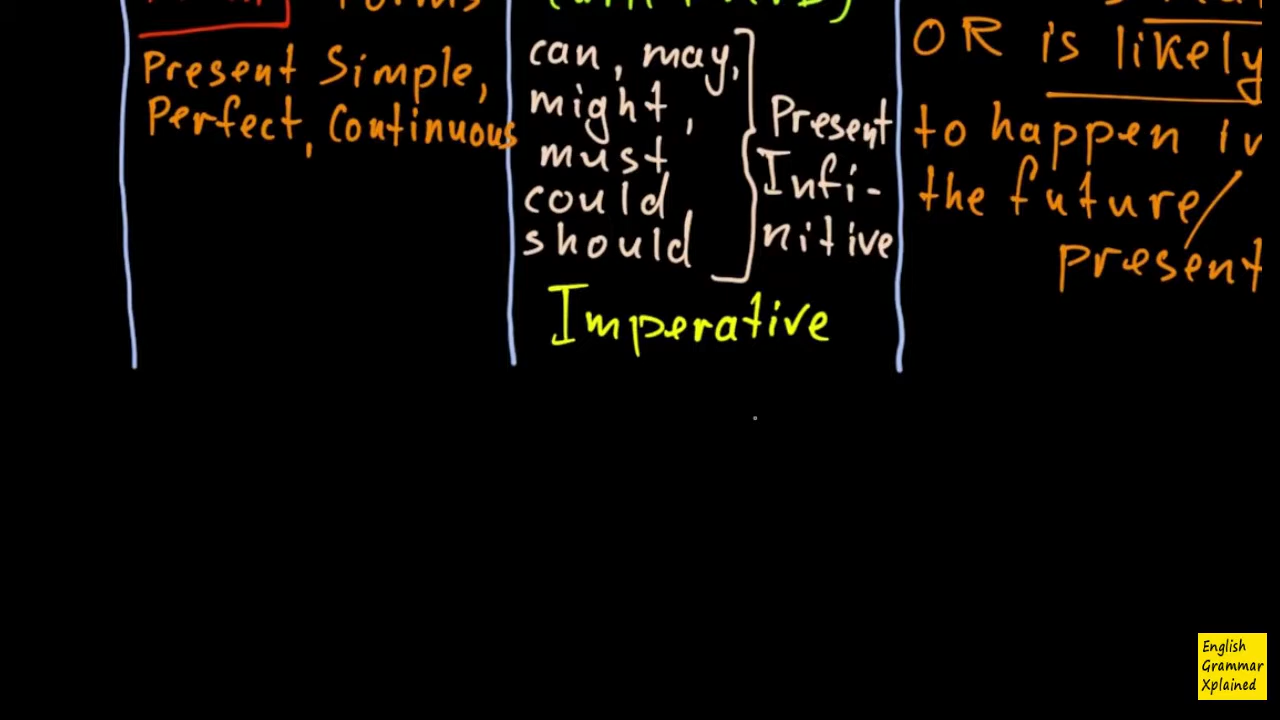 Present Simple,
Perfect, Continuous
can, may,
might,
must
could,
should
Present
Infi-
nitive
Imperative
OR is likely
to happen in
the future/
present
English
Grammar
Xplained